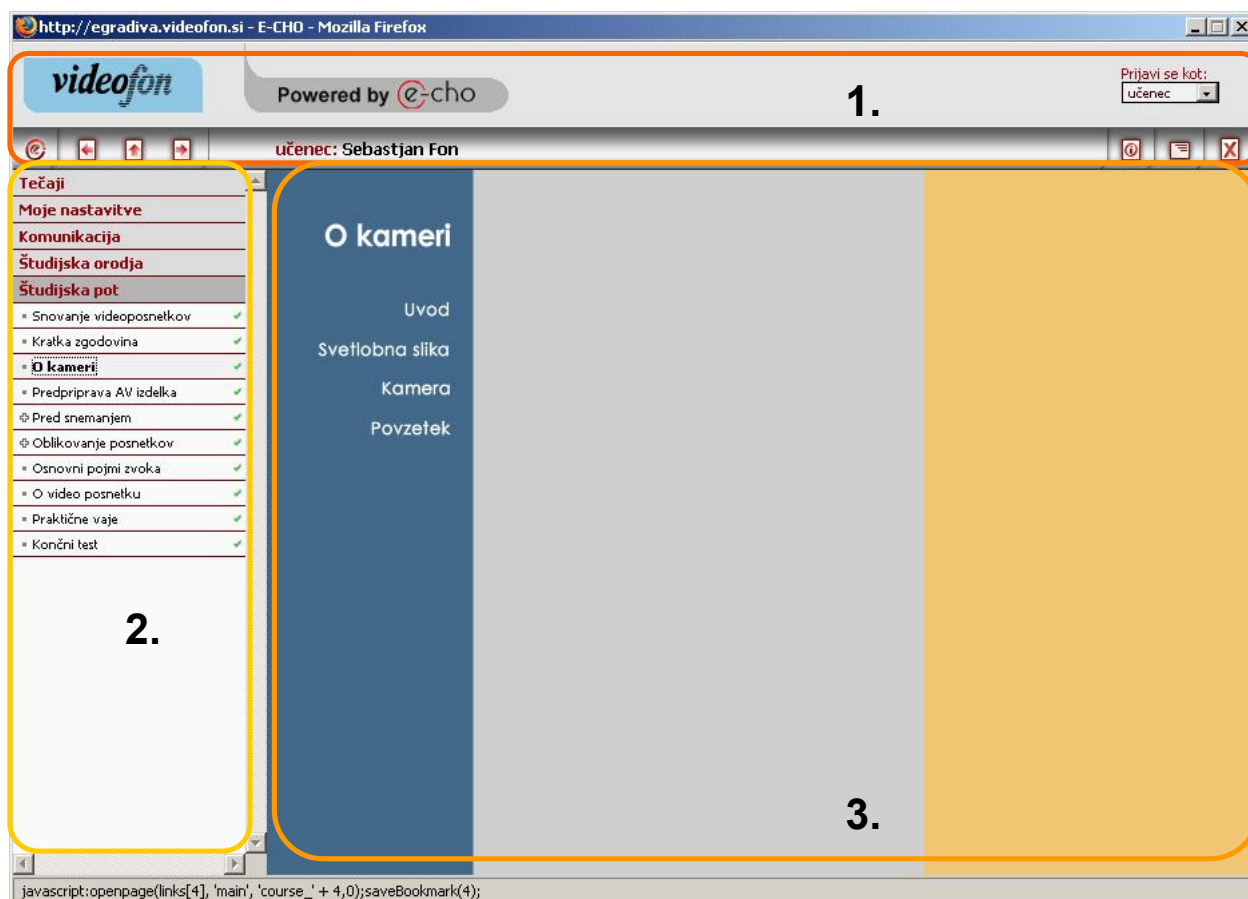 http://egradiva.videofon.si - E-CHO - Mozilla Firefox
videofon
Powered by e-cho
1.
Prijavi se kot:
učenec
učenec: Sebastjan Fon
Tečaji
Moje nastavitve
Komunikacija
Študijska orodja
Študijska pot
Snovanje videoposnetkov
Kratka zgodovina
O kameri
Predpriprava AV izdelka
Pred snemanjem
Oblikovanje posnetkov
Osnovni pojmi zvoka
O video posnetku
Praktične vaje
Končni test
2.
O kameri
Uvod
Svetlobna slika
Kamera
Povzetek
3.
javascript:openpage(links[4], 'main', 'course_' + 4,0);saveBookmark(4);